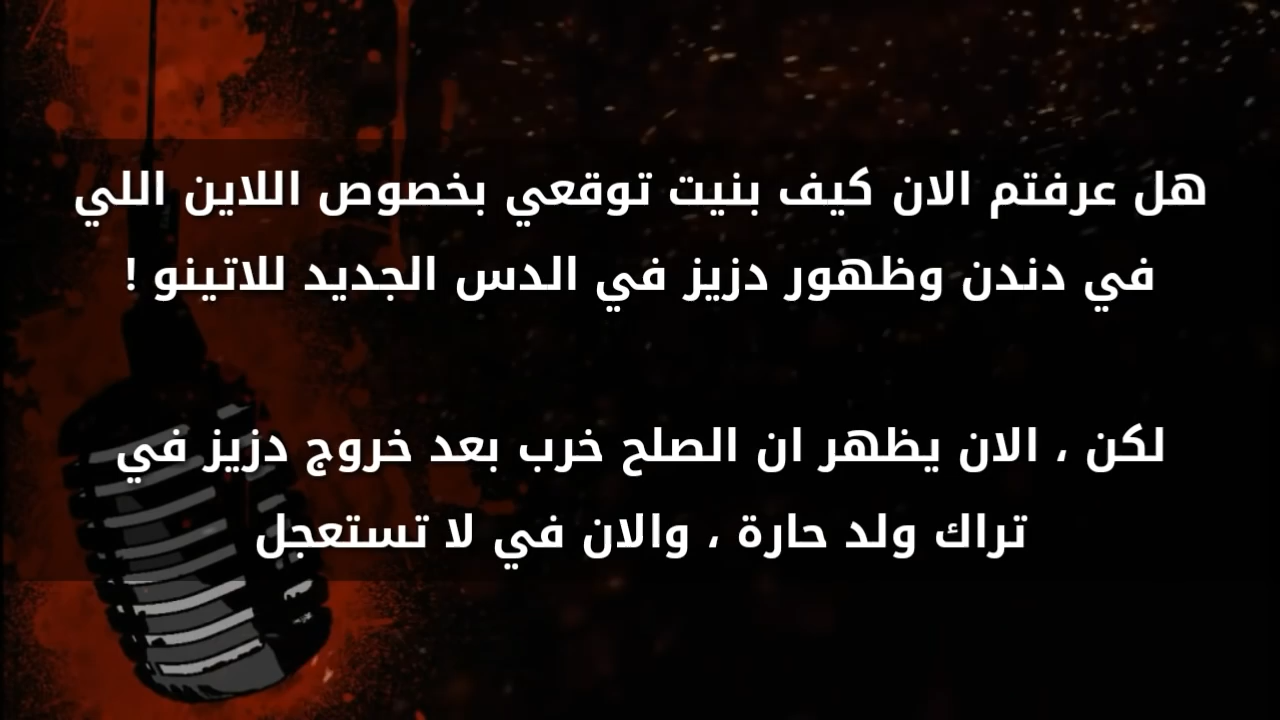 هل عرفتم الان كيف بنيت توقعي بخصوص اللاين اللي
في دندن وظهور دزيز في الدس الجديد للاتينو !
لكن ، الان يظهر ان الصلح خرب بعد خروج دزيز في
تراك ولد حارة ، والان في لا تستعجل